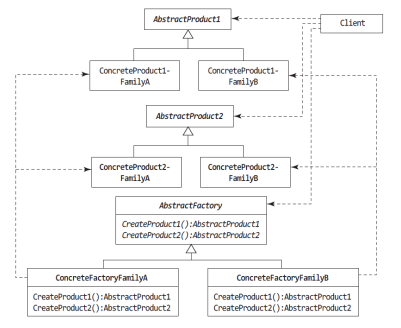 AbstractProduct1
Client
ConcreteProduct1-
FamilyA
ConcreteProduct1-
FamilyB
AbstractProduct2
ConcreteProduct2-
FamilyA
ConcreteProduct2-
FamilyB
AbstractFactory
CreateProduct1():AbstractProduct1
CreateProduct2():AbstractProduct2
ConcreteFactoryFamilyA
CreateProduct1():AbstractProduct1
CreateProduct2():AbstractProduct2
ConcreteFactoryFamilyB
CreateProduct1():AbstractProduct1
CreateProduct2():AbstractProduct2